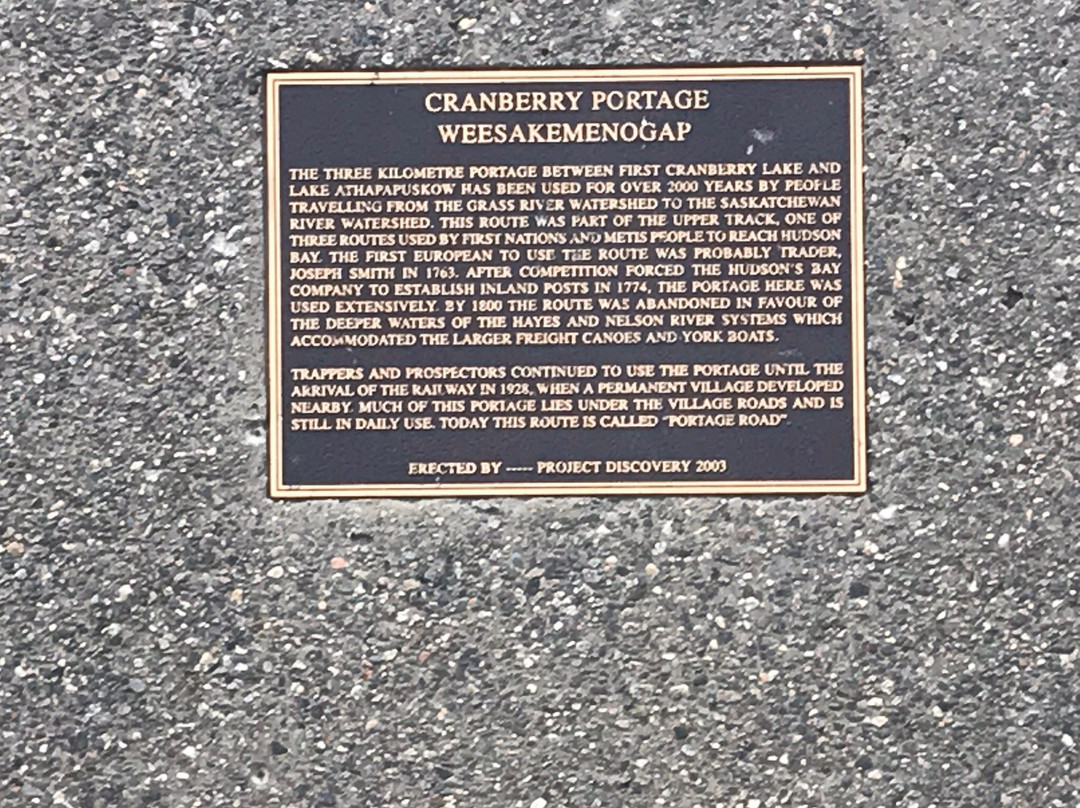 CRANBERRY PORTAGE
WEESAKEMENOGAP
THE THREE KILOMETRE PORTAGE BETWEEN FIRST CRANBERRY LAKE AND
LAKE ATHAPAPUSKOW HAS BEEN USED FOR OVER 2000 YEARS BY PEOPLE
TRAVELLING FROM THE GRASS RIVER WATERSHED TO THE SASKATCHEWAN
RIVER WATERSHED. THIS ROUTE WAS PART OF THE UPPER TRACK, ONE OF
THREE ROUTES USED BY FIRST NATIONS AND METIS PEOPLE TO REACH HUDSON
BAY. THE FIRST EUROPEAN TO USE THE ROUTE WAS PROBABLY TRADER,
JOSEPH SMITH IN 1763. AFTER COMPETITION FORCED THE HUDSON'S BAY
COMPANY TO ESTABLISH INLAND POSTS IN 1774, THE PORTAGE HERE WAS
USED EXTENSIVELY. BY 1800 THE ROUTE WAS ABANDONED IN FAVOUR OF
THE DEEPER WATERS OF THE HAYES AND NELSON RIVER SYSTEMS WHICH
ACCOMMODATED THE LARGER FREIGHT CANOES AND YORK BOATS.
TRAPPERS AND PROSPECTORS CONTINUED TO USE THE PORTAGE UNTIL THE
ARRIVAL OF THE RAILWAY IN 1928, WHEN A PERMANENT VILLAGE DEVELOPED
NEARBY. MUCH OF THIS PORTAGE LIES UNDER THE VILLAGE ROADS AND IS
STILL IN DAILY USE. TODAY THIS ROUTE IS CALLED "PORTAGE ROAD".
ERECTED BY ----- PROJECT DISCOVERY 2003